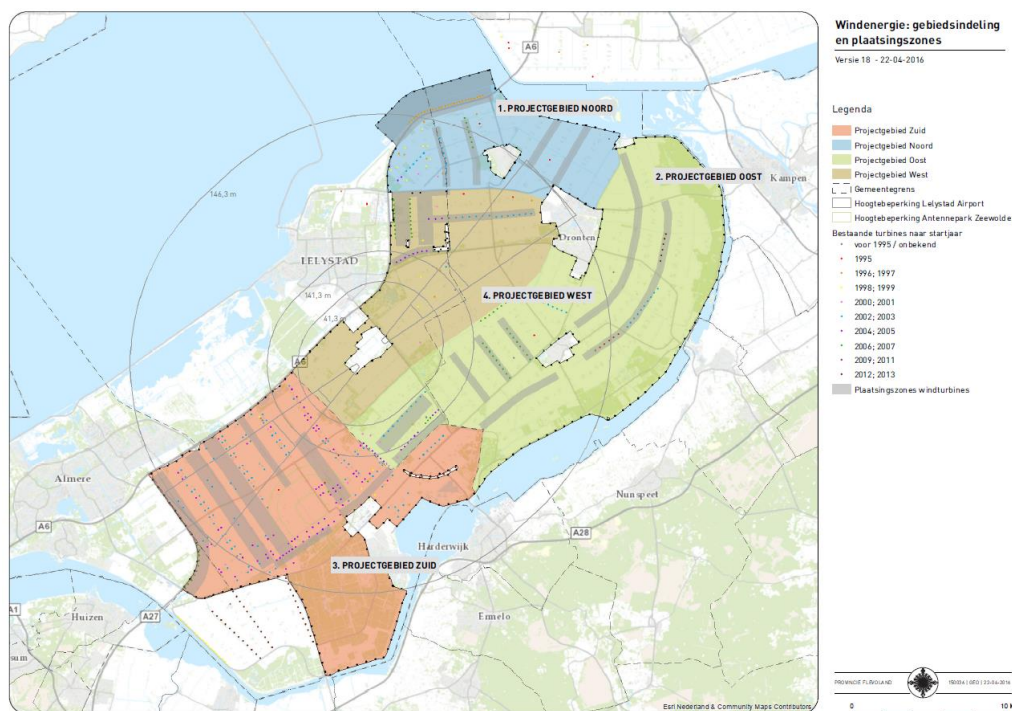 Windenergie: gebiedsindeling
en plaatsingszones
Versie 18 - 22-04-2016
Legenda
Projectgebied Zuid
Projectgebied Noord
Projectgebied Oost
Projectgebied West
Gemeentegrens
Hoogtebeperking Lelystad Airport
Hoogtebeperking Antennepark Zeewolde
Bestaande turbines naar startjaar
voor 1995 / onbekend
1995
1996; 1997
1998; 1999
2000; 2001
2002; 2003
2004; 2005
2006; 2007
2009; 2011
2012; 2013
Plaatsingszones windturbines
A6
1. PROJECTGEBIED NOORD
2. PROJECTGEBIED OOST
Kampen
146,3 m
Dronten
LELYSTAD
4. PROJECTGEBIED WEST
141,3 m
41,3 m
A6
Almere
Nunspeet
A6
A28
Harderwijk
3. PROJECTGEBIED ZUID
A1
Huizen
A27
Ermelo
sum
Esri Nederland & Community Maps Contributors
PROVINCIE FLEVOLAND
0
10 K